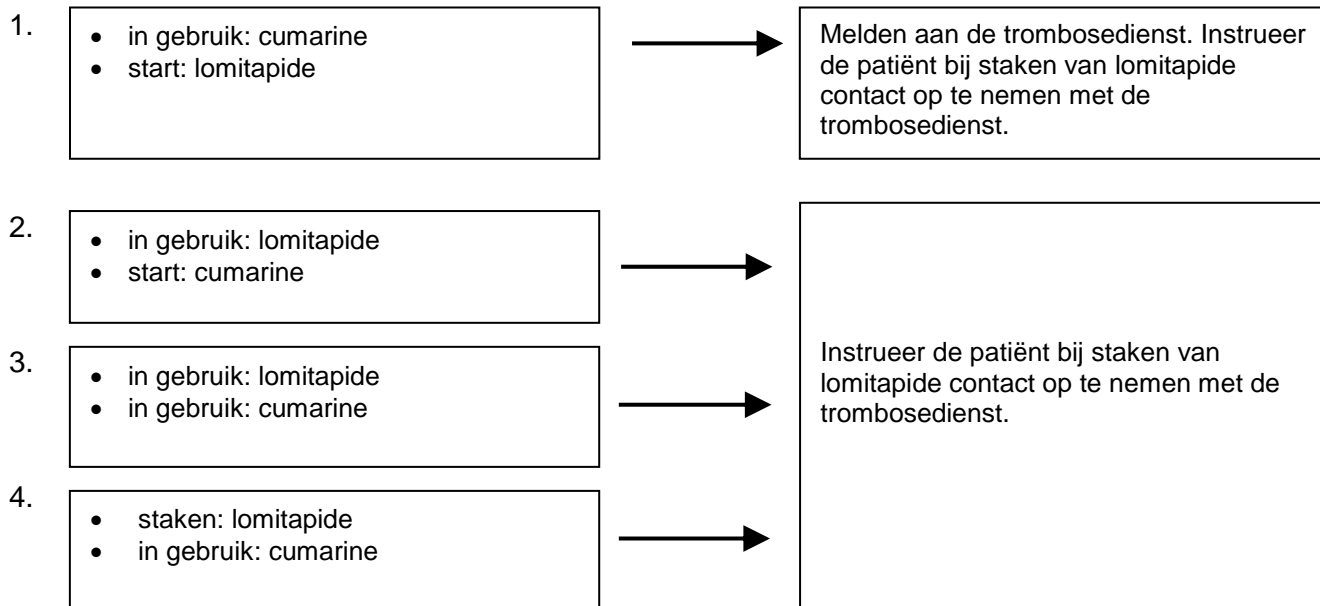 1.
• in gebruik: cumarine
• start: lomitapide
Melden aan de trombosedienst. Instrueer
de patiënt bij staken van lomitapide
contact op te nemen met de
trombosedienst.
2.
• in gebruik: lomitapide
• start: cumarine
3.
• in gebruik: lomitapide
• in gebruik: cumarine
4.
• staken: lomitapide
• in gebruik: cumarine
Instrueer de patiënt bij staken van
lomitapide contact op te nemen met de
trombosedienst.